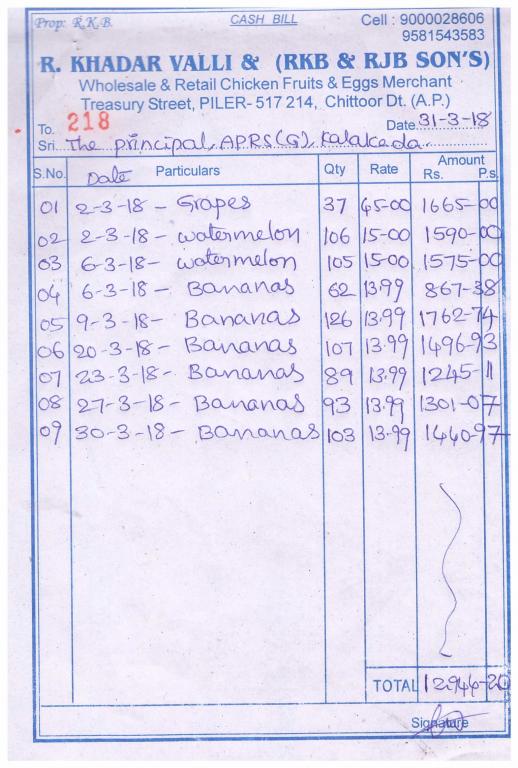 Prop: R.K.B. CASH BILL Cell : 9000028606
9581543583
R. KHADAR VALLI & (RKB & RJB SON'S)
Wholesale & Retail Chicken Fruits & Eggs Merchant
Treasury Street, PILER- 517 214, Chittoor Dt. (A.P.)
To. 218 Date 31-3-18
Sri. The principal, APRS(G), Kalakada
S.No. Date Particulars Qty Rate Amount Rs. P.s.
01 2-3-18 - Grapes 37 45-00 1665-00
02 2-3-18 - watermelon 106 15-00 1590-00
03 6-3-18 - watermelon 105 15-00 1575-00
04 6-3-18 - Bananas 62 13.99 867-38
05 9-3-18 - Bananas 126 13.99 1762-74
06 20-3-18 - Bananas 107 13.99 1496-93
07 23-3-18 - Bananas 89 13.99 1245-11
08 27-3-18 - Bananas 93 13.99 1301-07
09 30-3-18 - Bananas 103 13.99 1440-97
TOTAL 12944-20
Signature